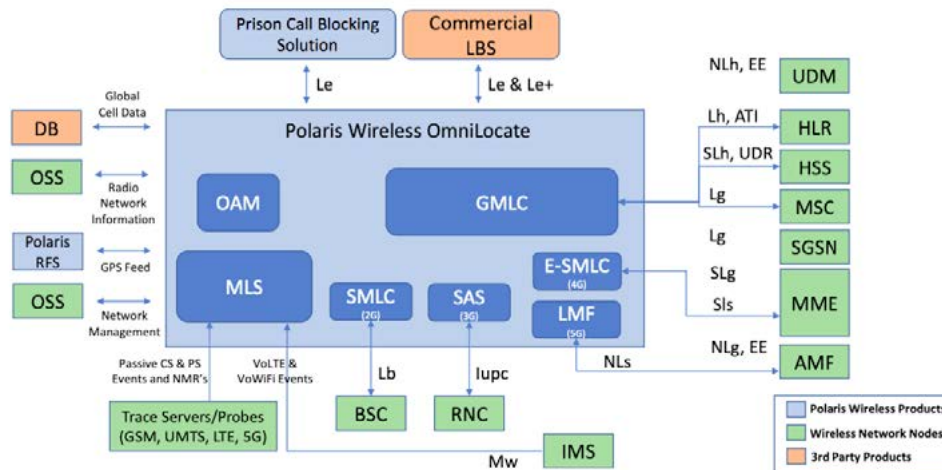 Prison Call Blocking
Solution
Commercial
LBS
Le
Le & Le+
NLh, EE
UDM
Global
Cell Data
DB
Polaris Wireless OmniLocate
Lh, ATI
HLR
OSS
Radio
Network
Information
OAM
GMLC
SLh, UDR
HSS
Lg
MSC
Polaris
RFS
GPS Feed
Lg
SGSN
MLS
E-SMLC
(4G)
SLg
SMLC
(2G)
SAS
(3G)
OSS
Network
Management
LMF
(5G)
Sls
MME
Passive CS & PS
Events and NMR's
VoLTE &
VoWiFi Events
Lb
Iupc
NLs
NLg, EE
AMF
Trace Servers/Probes
(GSM, UMTS, LTE, 5G)
BSC
RNC
Mw
IMS
Polaris Wireless Products
Wireless Network Nodes
3rd Party Products